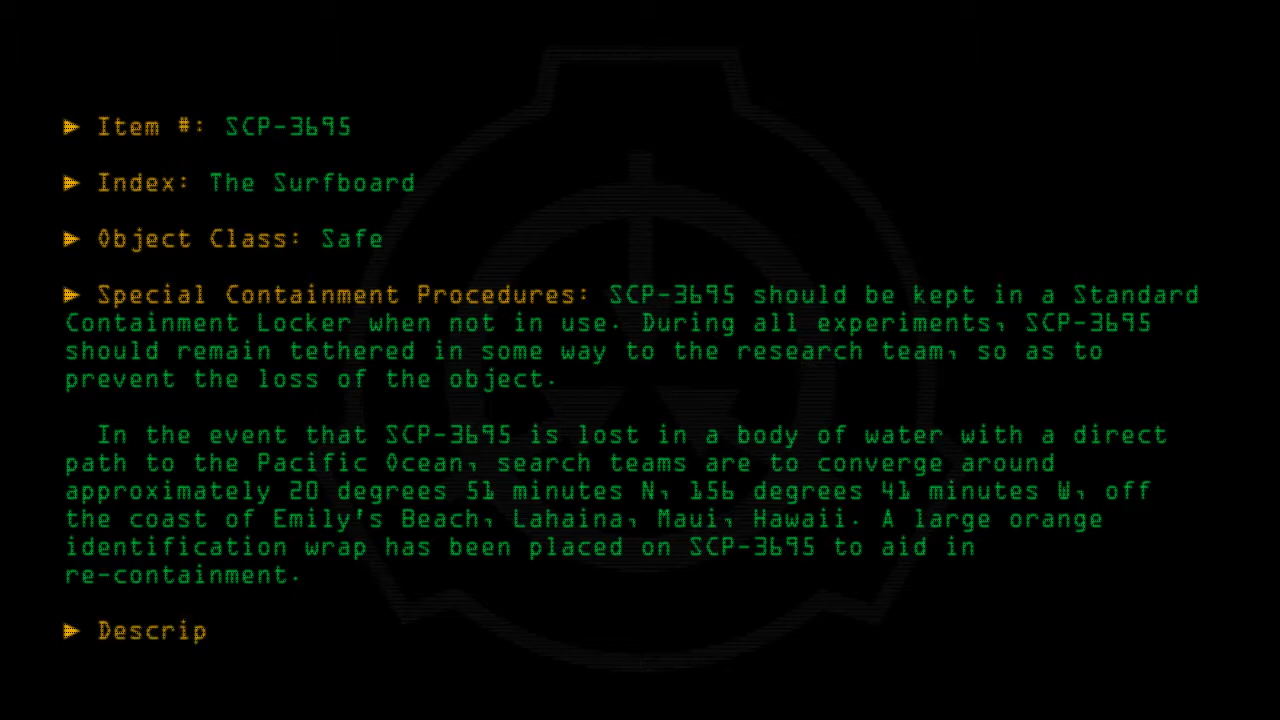 ► Item #: SCP-3695
► Index: The Surfboard
► Object Class: Safe
► Special Containment Procedures: SCP-3695 should be kept in a Standard
Containment Locker when not in use. During all experiments, SCP-3695
should remain tethered in some way to the research team, so as to
prevent the loss of the object.
In the event that SCP-3695 is lost in a body of water with a direct
path to the Pacific Ocean, search teams are to converge around
approximately 20 degrees 51 minutes N, 156 degrees 41 minutes W, off
the coast of Emily's Beach, Lahaina, Maui, Hawaii. A large orange
identification wrap has been placed on SCP-3695 to aid in
re-containment.
► Descrip